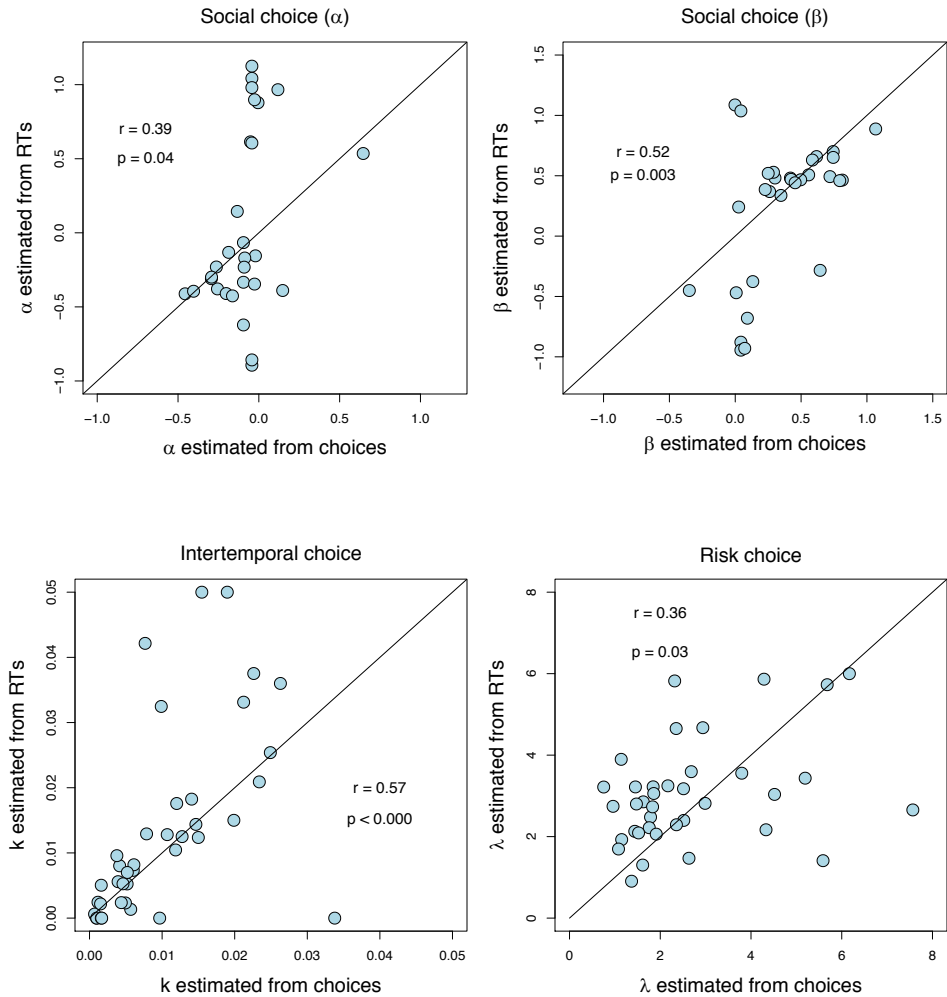 Social choice (α)
α estimated from RTs
1.0
0.5
0.0
−0.5
−1.0
r = 0.39
p = 0.04
−1.0 −0.5 0.0 0.5 1.0
α estimated from choices
Social choice (β)
β estimated from RTs
1.5
1.0
0.5
0.0
−0.5
−1.0
r = 0.52
p = 0.003
−1.0 −0.5 0.0 0.5 1.0 1.5
β estimated from choices
Intertemporal choice
k estimated from RTs
0.05
0.04
0.03
0.02
0.01
0.00
r = 0.57
p < 0.000
0.00 0.01 0.02 0.03 0.04 0.05
k estimated from choices
Risk choice
λ estimated from RTs
8
6
4
2
0
r = 0.36
p = 0.03
0 2 4 6 8
λ estimated from choices